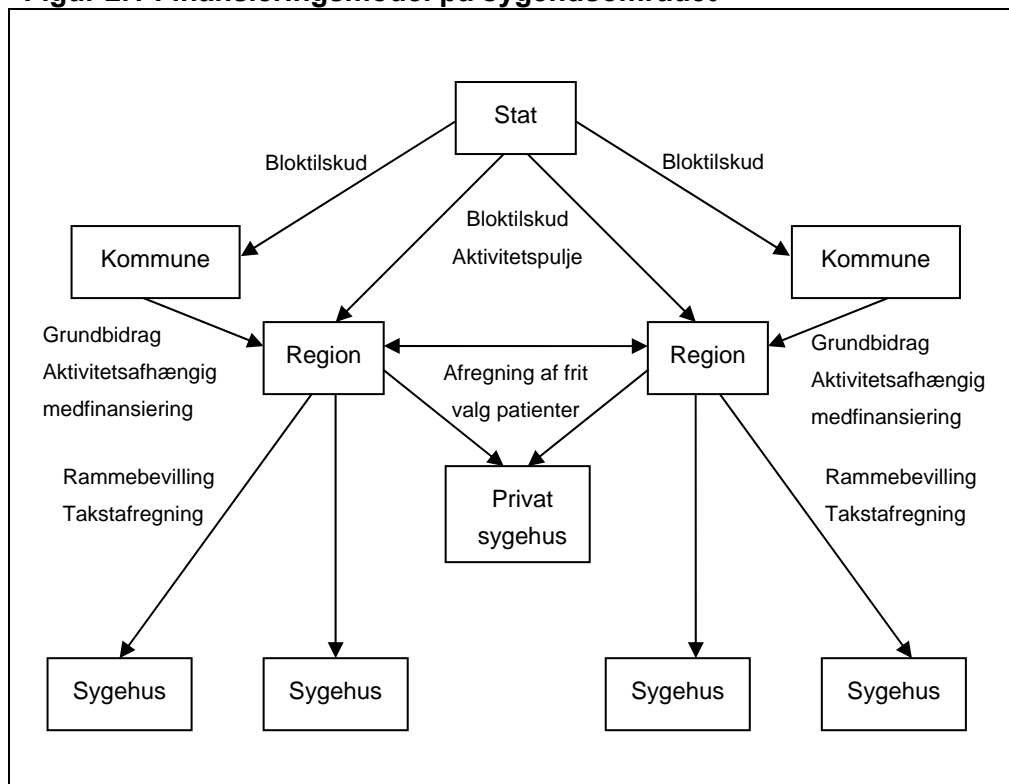 Stat
Bloktilskud
Bloktilskud
Bloktilskud
Aktivitetspulje
Kommune
Kommune
Grundbidrag
Aktivitetsafhængig
medfinansiering
Region
Afregning af frit
valg patienter
Region
Grundbidrag
Aktivitetsafhængig
medfinansiering
Rammebevilling
Takstafregning
Privat
sygehus
Rammebevilling
Takstafregning
Sygehus
Sygehus
Sygehus
Sygehus